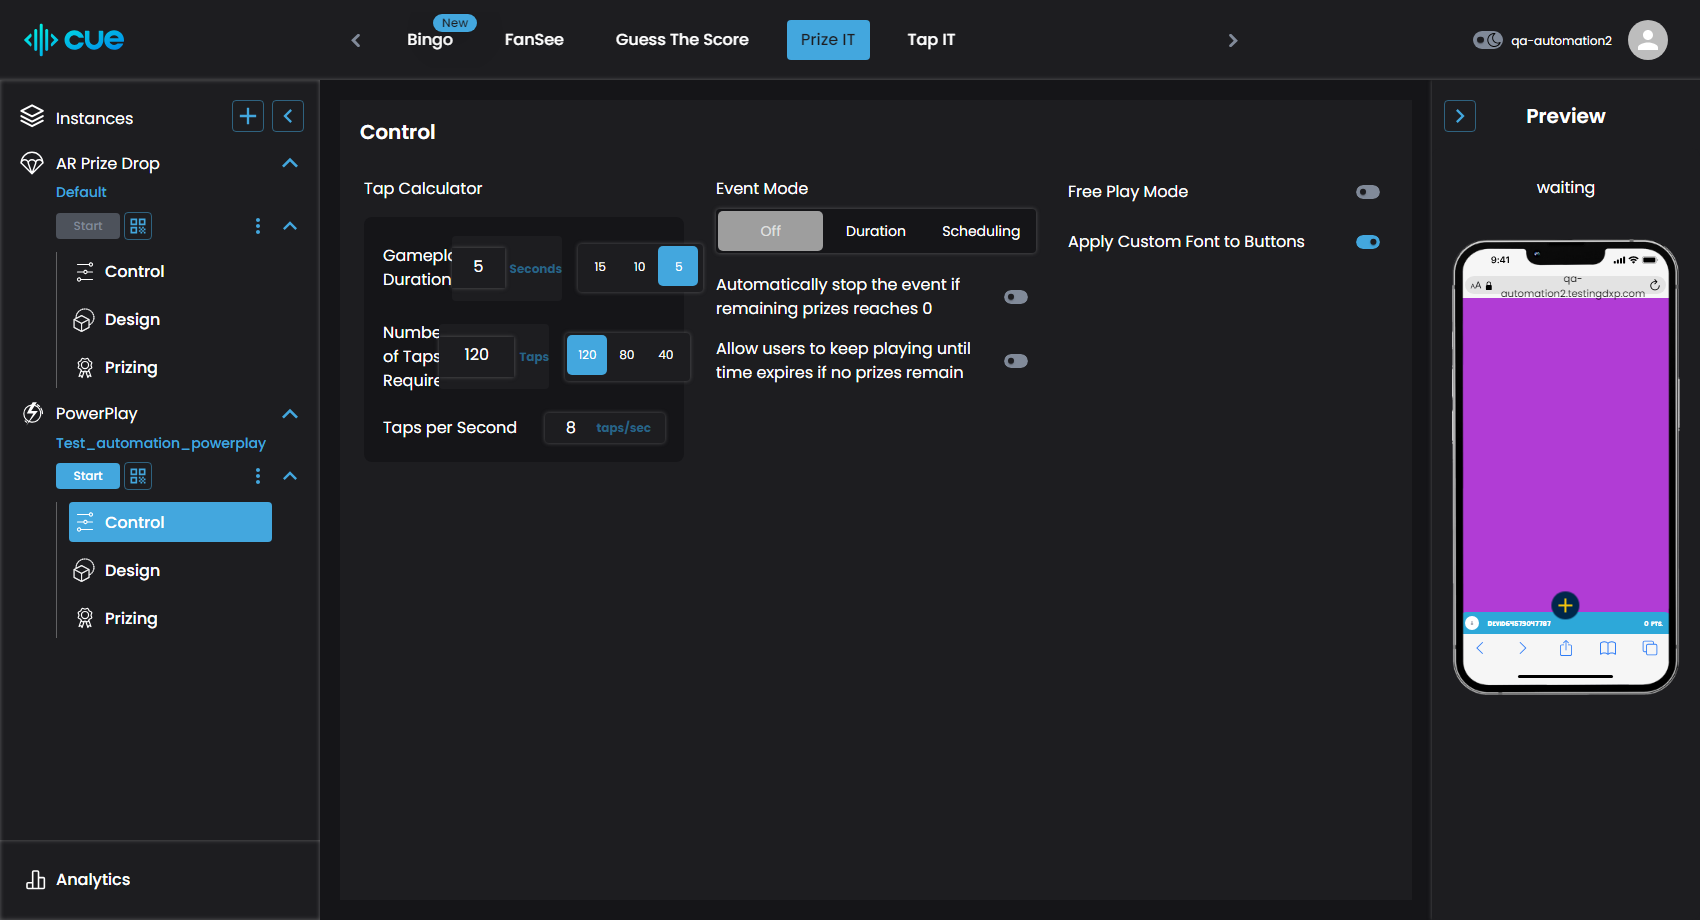 cue
New
Bingo
FanSee
Guess The Score
Prize IT
Tap IT
qa-automation2
Instances
AR Prize Drop
Default
Start
Control
Design
Prizing
PowerPlay
Test_automation_powerplay
Start
Control
Design
Prizing
Analytics
Control
Tap Calculator
Gamepl
Duration
5
Seconds
15
10
5
Numbe
of Taps
Require
120
Taps
120
80
40
Taps per Second
8
taps/sec
Event Mode
Off
Duration
Scheduling
Automatically stop the event if
remaining prizes reaches 0
Allow users to keep playing until
time expires if no prizes remain
Free Play Mode
Apply Custom Font to Buttons
Preview
waiting
9:41
AA
qa-
automation2.testingdxp.com
0 PTS.